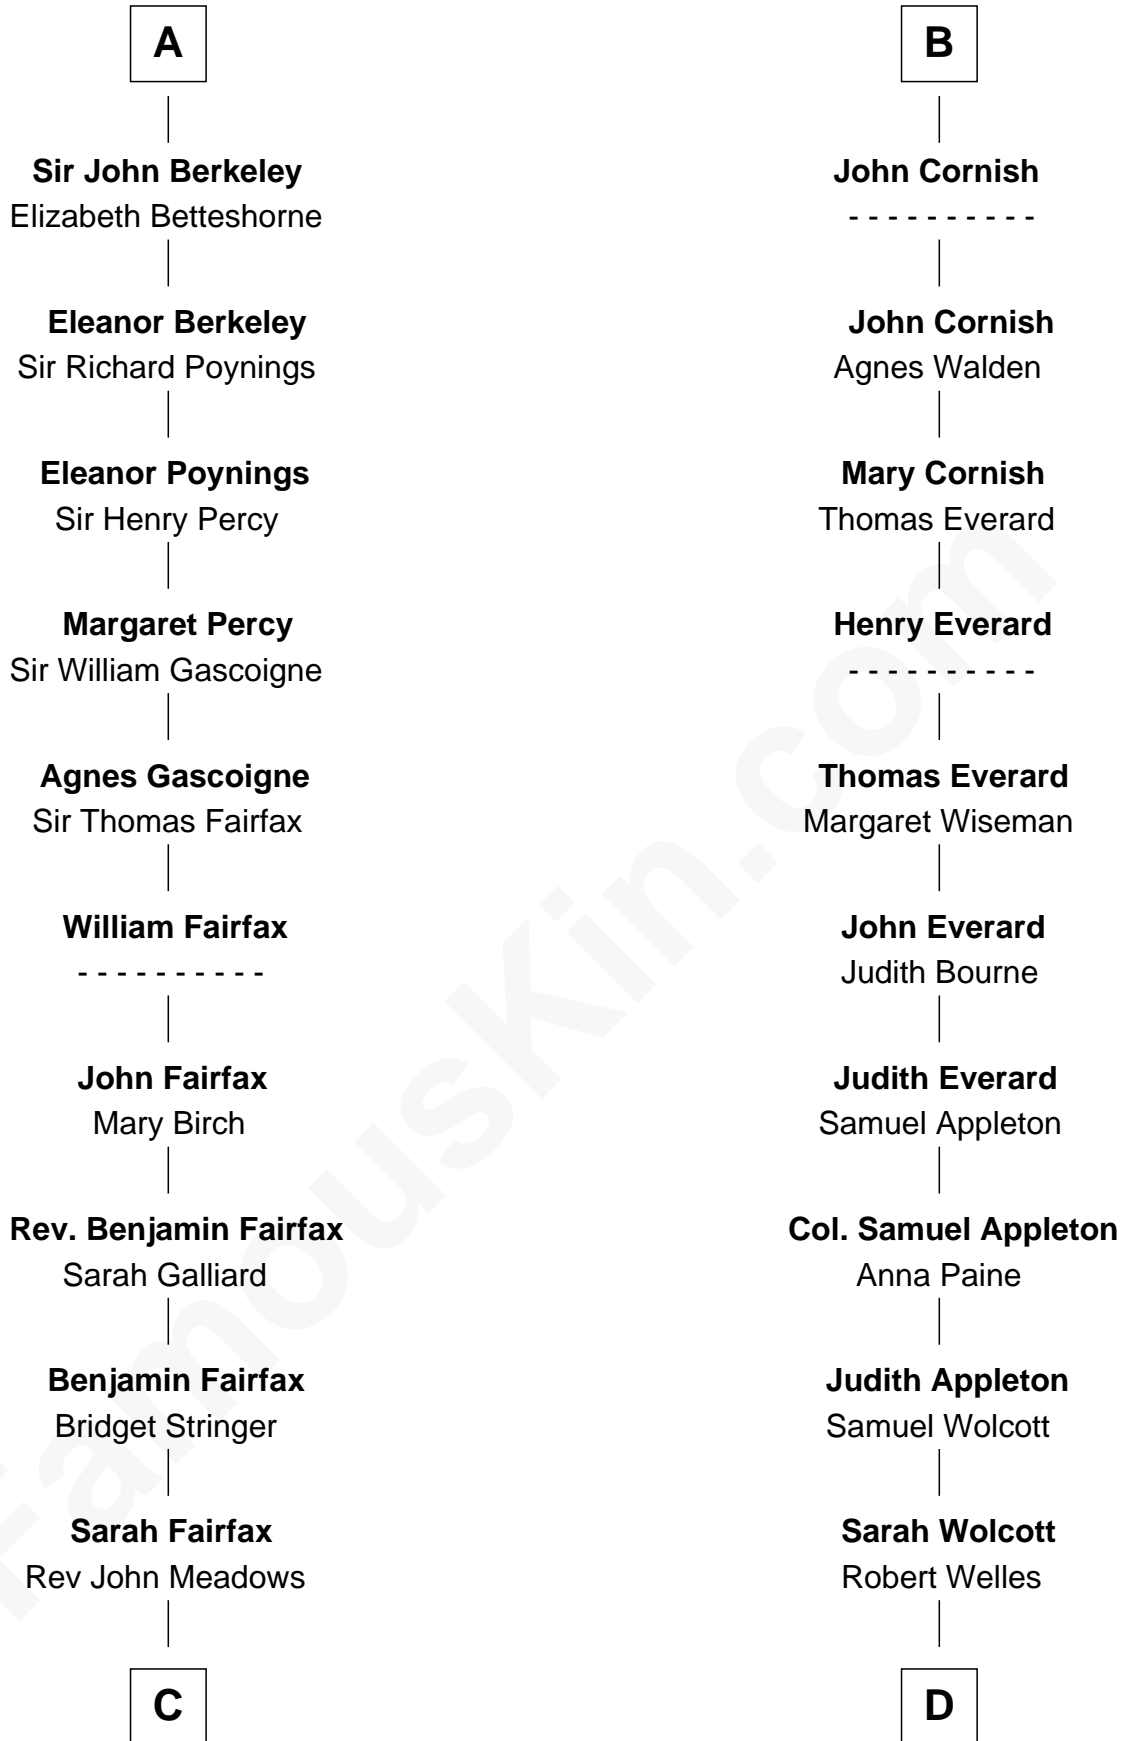 A
Sir John Berkeley
Elizabeth Betteshorne
Eleanor Berkeley
Sir Richard Poynings
Eleanor Poynings
Sir Henry Percy
Margaret Percy
Sir William Gascoigne
Agnes Gascoigne
Sir Thomas Fairfax
William Fairfax
- - - - - - - - - -
John Fairfax
Mary Birch
Rev. Benjamin Fairfax
Sarah Galliard
Benjamin Fairfax
Bridget Stringer
Sarah Fairfax
Rev John Meadows
C
B
John Cornish
- - - - - - - - - -
John Cornish
Agnes Walden
Mary Cornish
Thomas Everard
Henry Everard
- - - - - - - - - -
Thomas Everard
Margaret Wiseman
John Everard
Judith Bourne
Judith Everard
Samuel Appleton
Col. Samuel Appleton
Anna Paine
Judith Appleton
Samuel Wolcott
Sarah Wolcott
Robert Welles
D
FamousKin.com